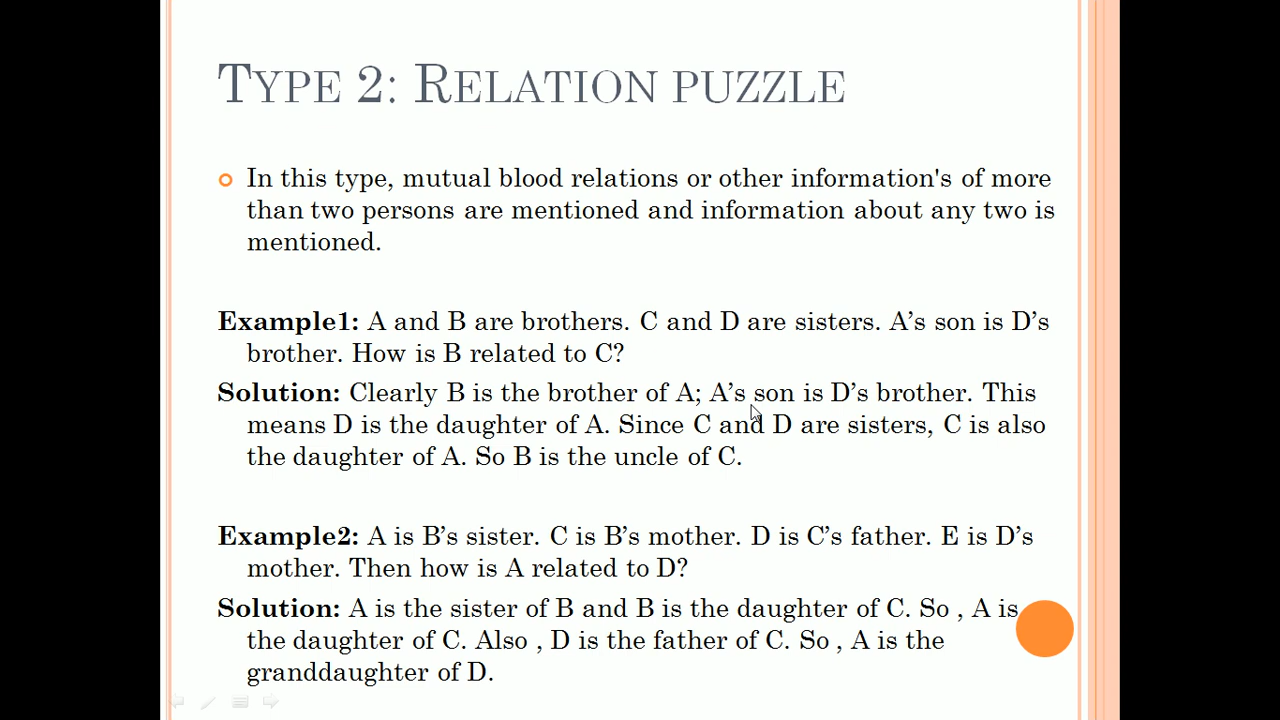 TYPE 2: RELATION PUZZLE
In this type, mutual blood relations or other information's of more
than two persons are mentioned and information about any two is
mentioned.
Example1: A and B are brothers. C and D are sisters. A’s son is D’s
brother. How is B related to C?
Solution: Clearly B is the brother of A; A’s son is D’s brother. This
means D is the daughter of A. Since C and D are sisters, C is also
the daughter of A. So B is the uncle of C.
Example2: A is B’s sister. C is B’s mother. D is C’s father. E is D’s
mother. Then how is A related to D?
Solution: A is the sister of B and B is the daughter of C. So , A is
the daughter of C. Also , D is the father of C. So , A is the
granddaughter of D.